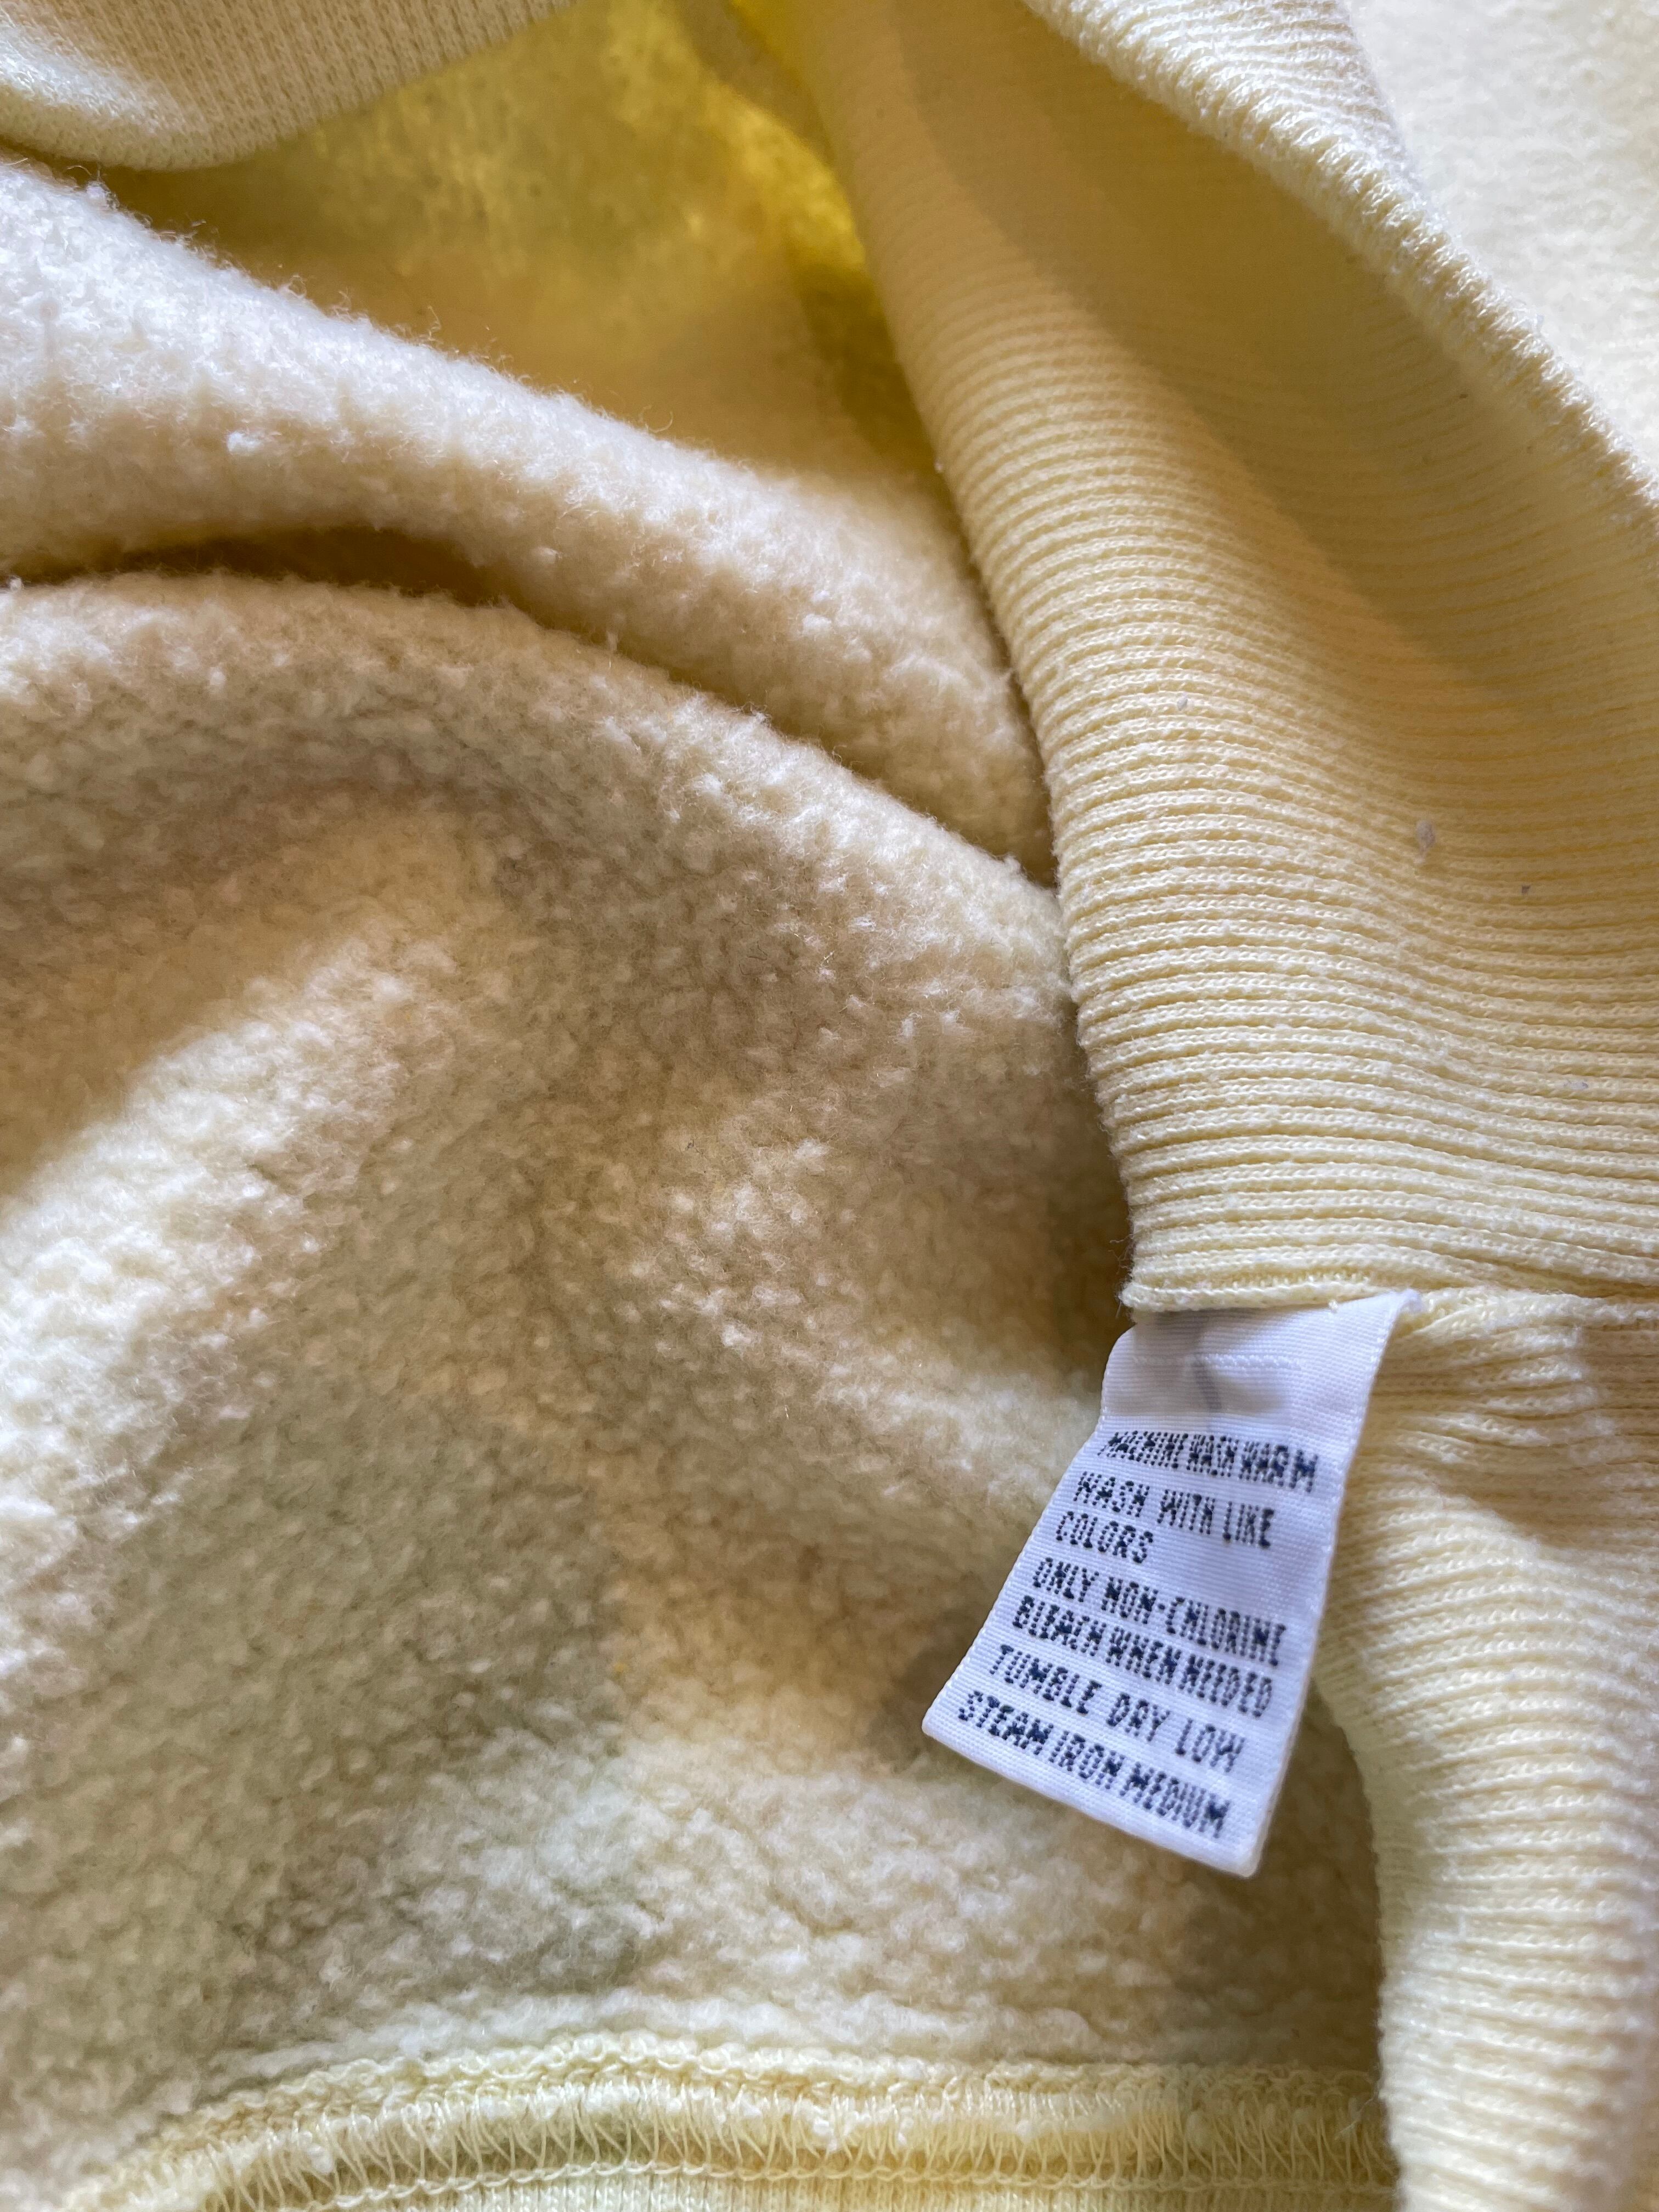 MACHINE WASH WARM
WASH WITH LIKE
COLORS
ONLY NON-CHLORINE
BLEACH WHEN NEEDED
TUMBLE DRY LOW
STEAM IRON MEDIUM